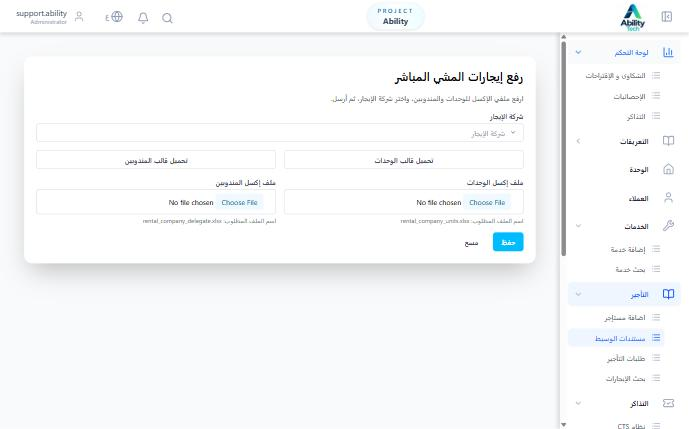 support.ability
Administrator
ع
PROJECT
Ability
Ability
Tech
لوحة التحكم
الشكاوى و الإقتراحات
الإحصائيات
التذاكر
التعريفات
الوحدة
العملاء
الخدمات
إضافة خدمة
بحث خدمة
التأجير
اضافة مستأجر
مستندات الوسيط
طلبات التأجير
بحث الإيجارات
التذاكر
نظام CTS
رفع إيجارات المشي المباشر
ارفع ملفي الإكسل للوحدات والمندوبين، واختر شركة الإيجار، ثم أرسل.
شركة الإيجار
شركة الإيجار
تحميل قالب الوحدات
تحميل قالب المندوبين
ملف إكسل الوحدات
ملف إكسل المندوبين
Choose File No file chosen
Choose File No file chosen
اسم الملف المطلوب: rental_company_units.xlsx
اسم الملف المطلوب: rental_company_delegate.xlsx
حفظ
مسح